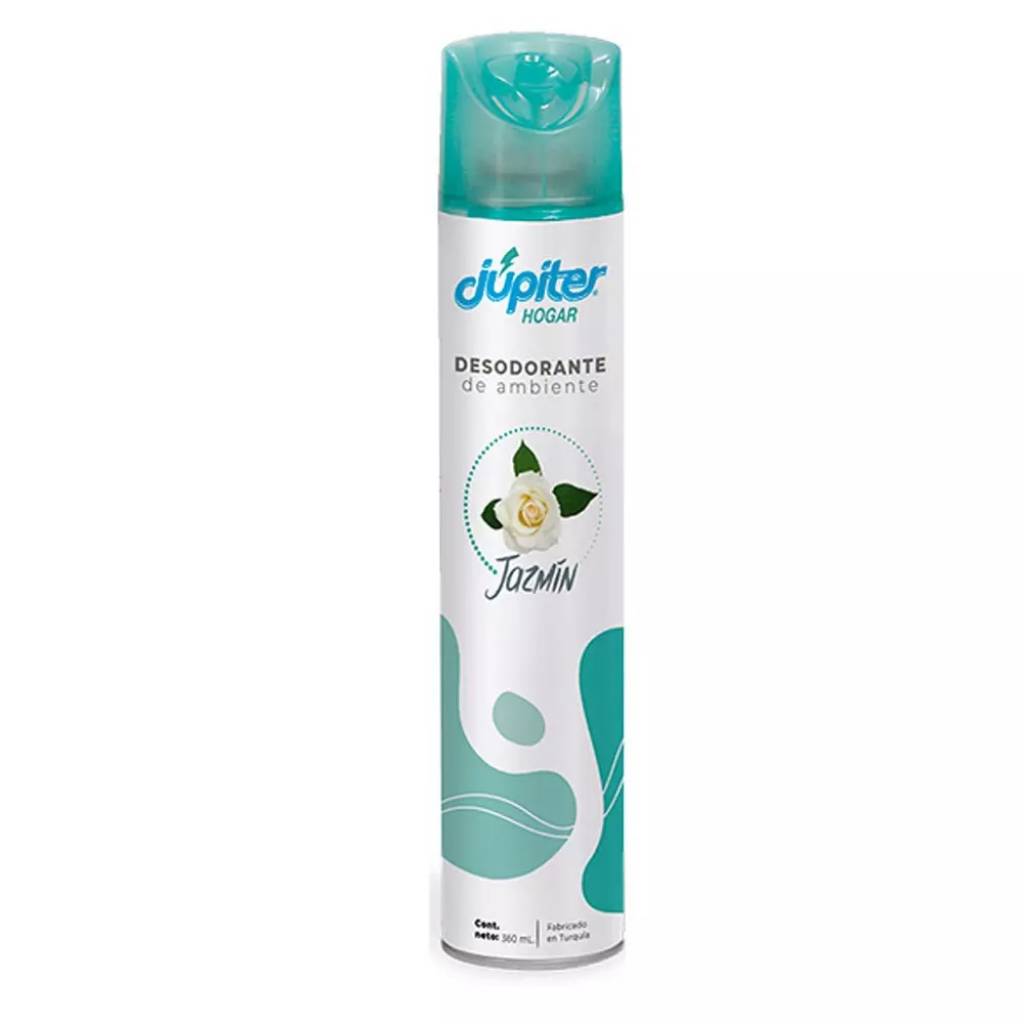 júpiter
HOGAR
DESODORANTE
de ambiente
Jazmín
Cont. | Fabricado
neto: 360 mL. | en Turquía